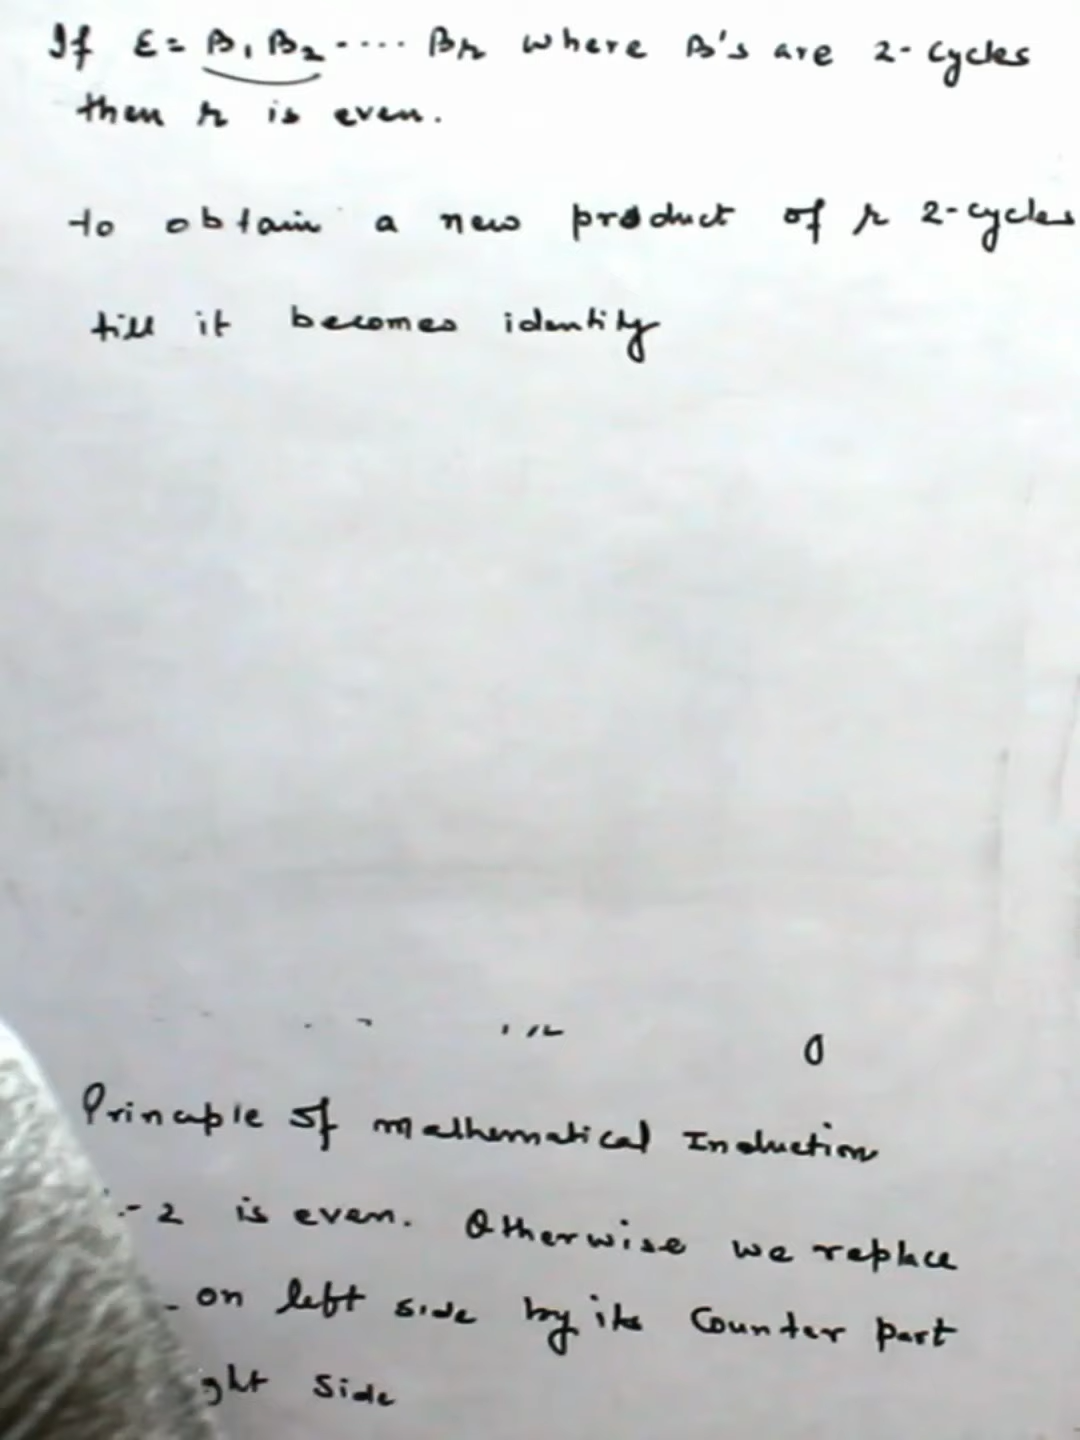 If ε = β₁ β₂ ---- βr where β's are 2-cycles
then r is even.
to obtain a new product of r 2-cycles
till it becomes identity
Principle of mathematical Induction
- 2 is even. Otherwise we replace
on left side by its Counter part
ght side